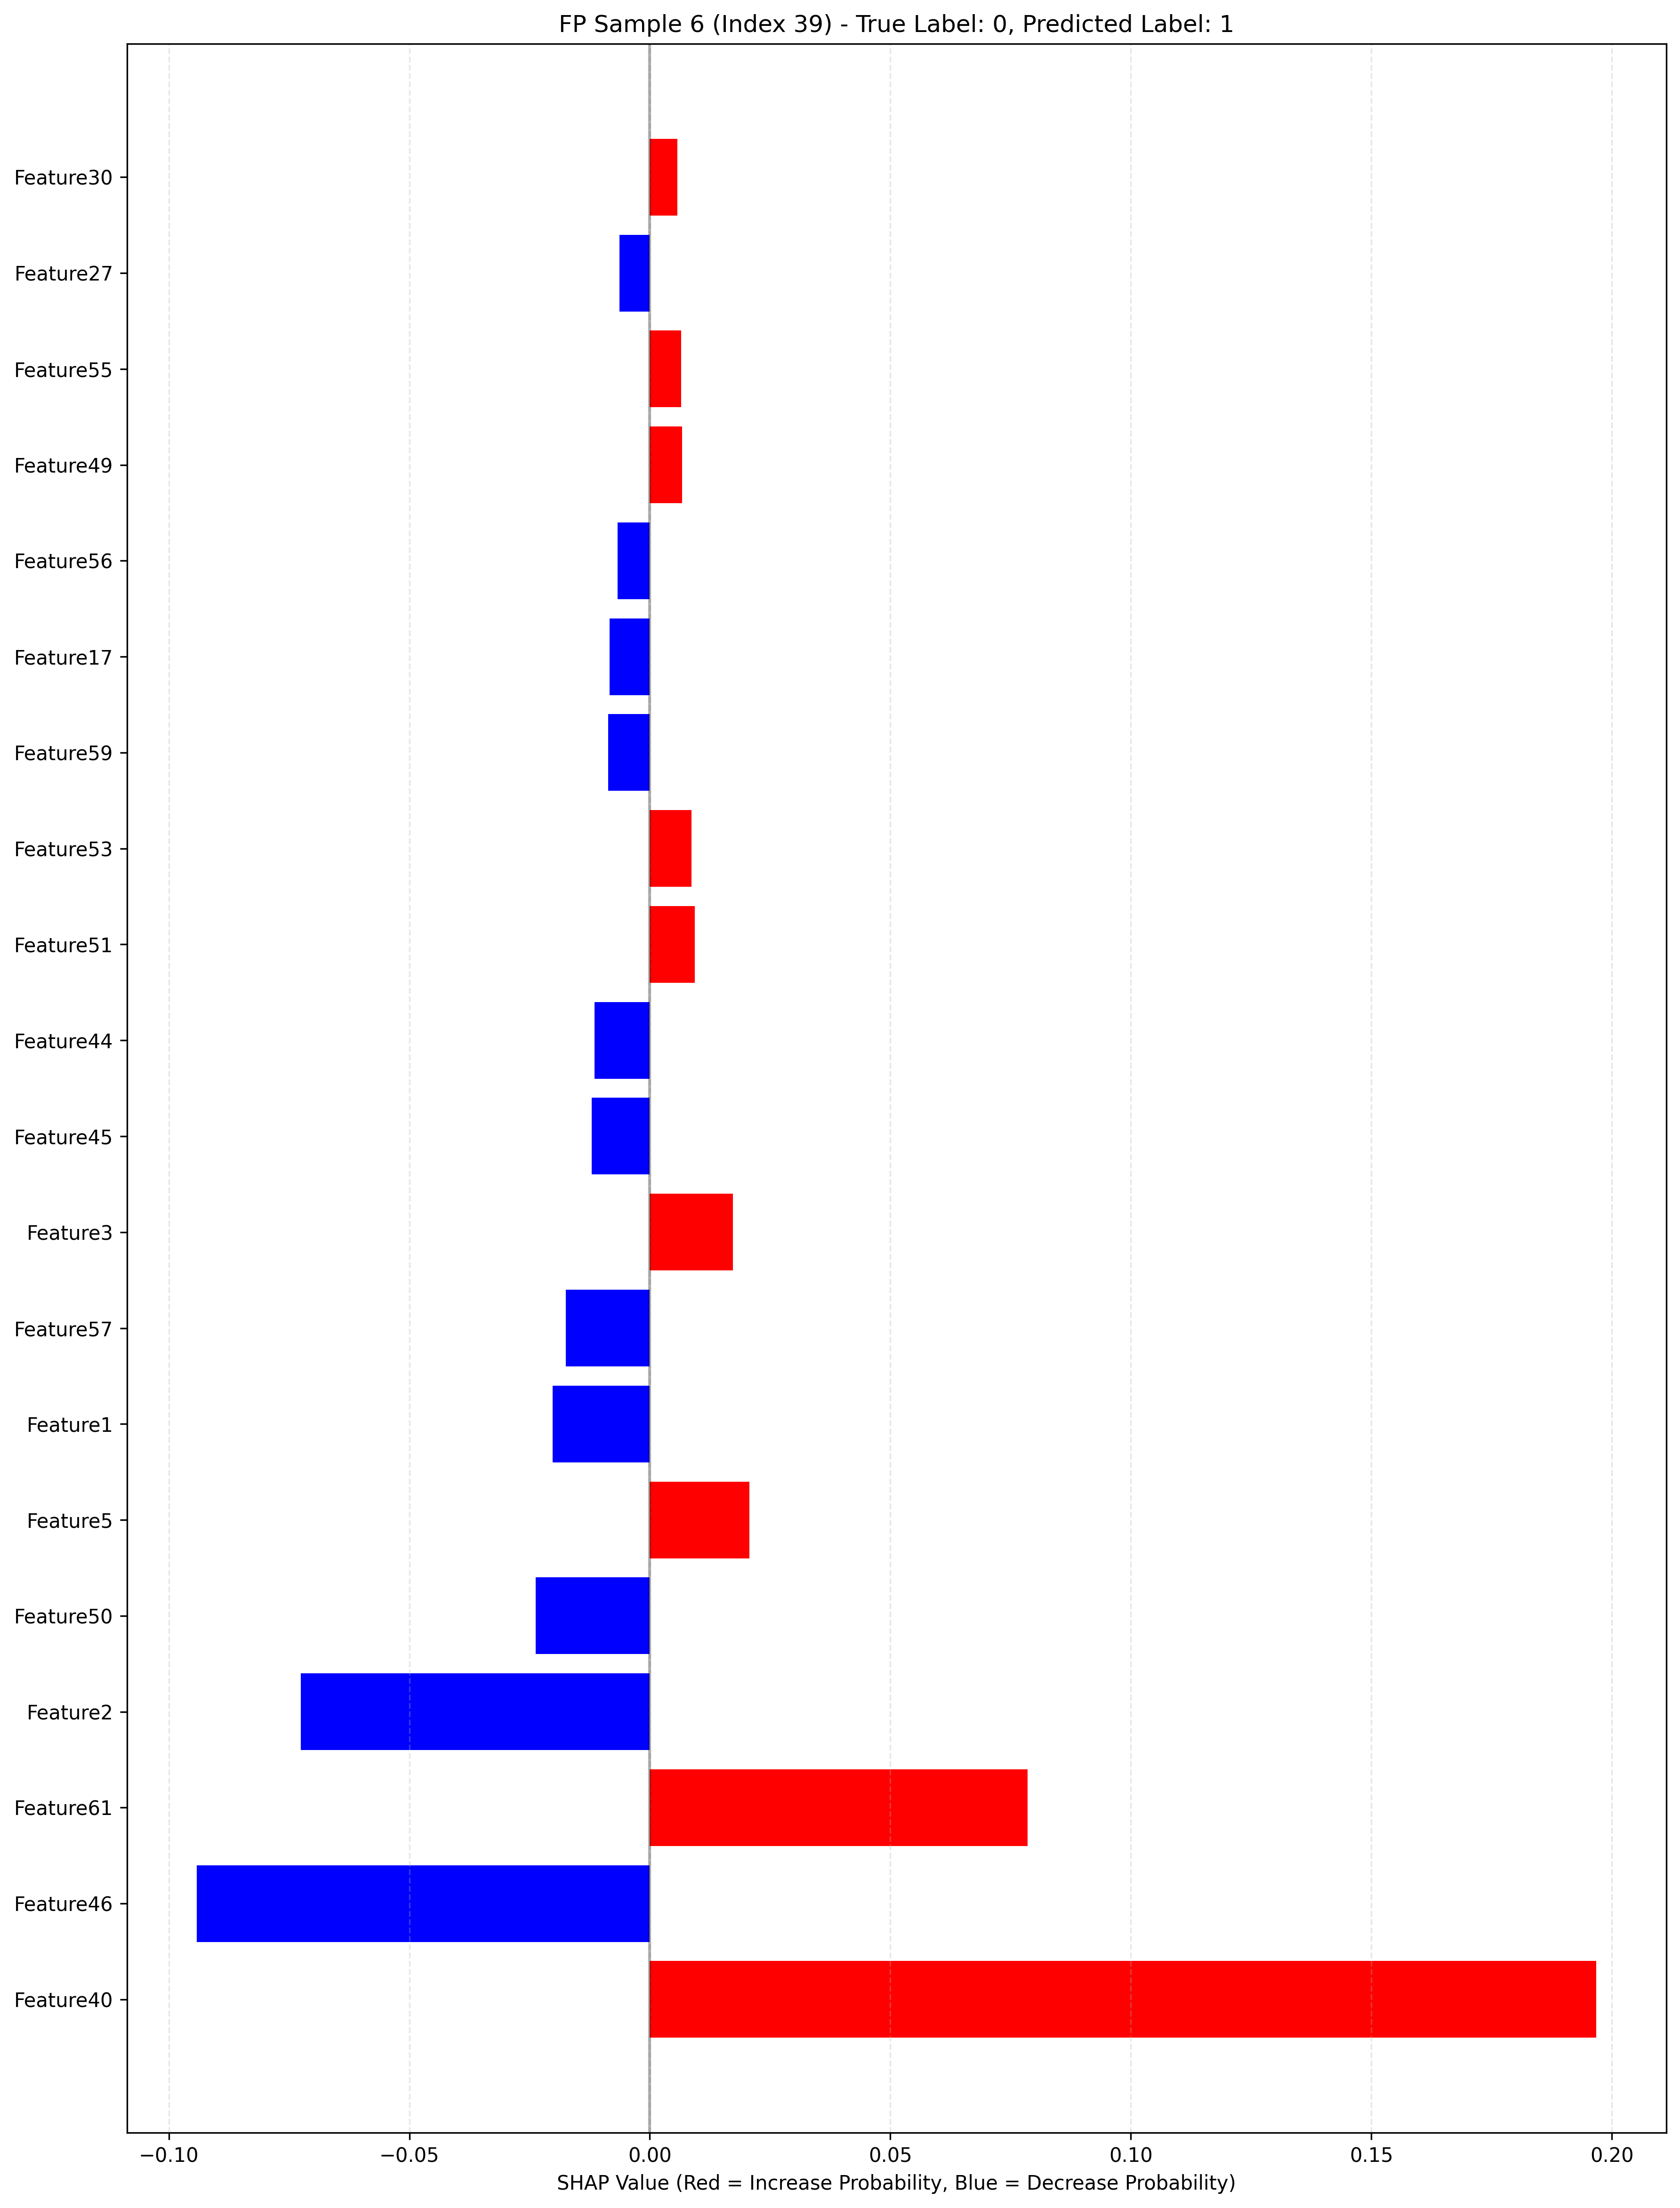 FP Sample 6 (Index 39) - True Label: 0, Predicted Label: 1
Feature30
Feature27
Feature55
Feature49
Feature56
Feature17
Feature59
Feature53
Feature51
Feature44
Feature45
Feature3
Feature57
Feature1
Feature5
Feature50
Feature2
Feature61
Feature46
Feature40
−0.10 −0.05 0.00 0.05 0.10 0.15 0.20
SHAP Value (Red = Increase Probability, Blue = Decrease Probability)